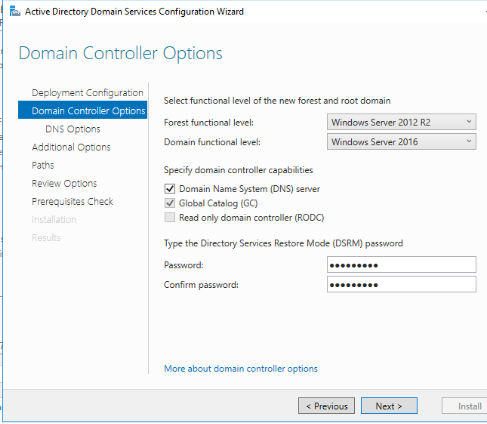 Active Directory Domain Services Configuration Wizard
Domain Controller Options
Deployment Configuration
Domain Controller Options
DNS Options
Additional Options
Paths
Review Options
Prerequisites Check
Installation
Results
Select functional level of the new forest and root domain
Forest functional level: Windows Server 2012 R2
Domain functional level: Windows Server 2016
Specify domain controller capabilities
Domain Name System (DNS) server
Global Catalog (GC)
Read only domain controller (RODC)
Type the Directory Services Restore Mode (DSRM) password
Password: •••••••••
Confirm password: •••••••••
More about domain controller options
< Previous Next > Install